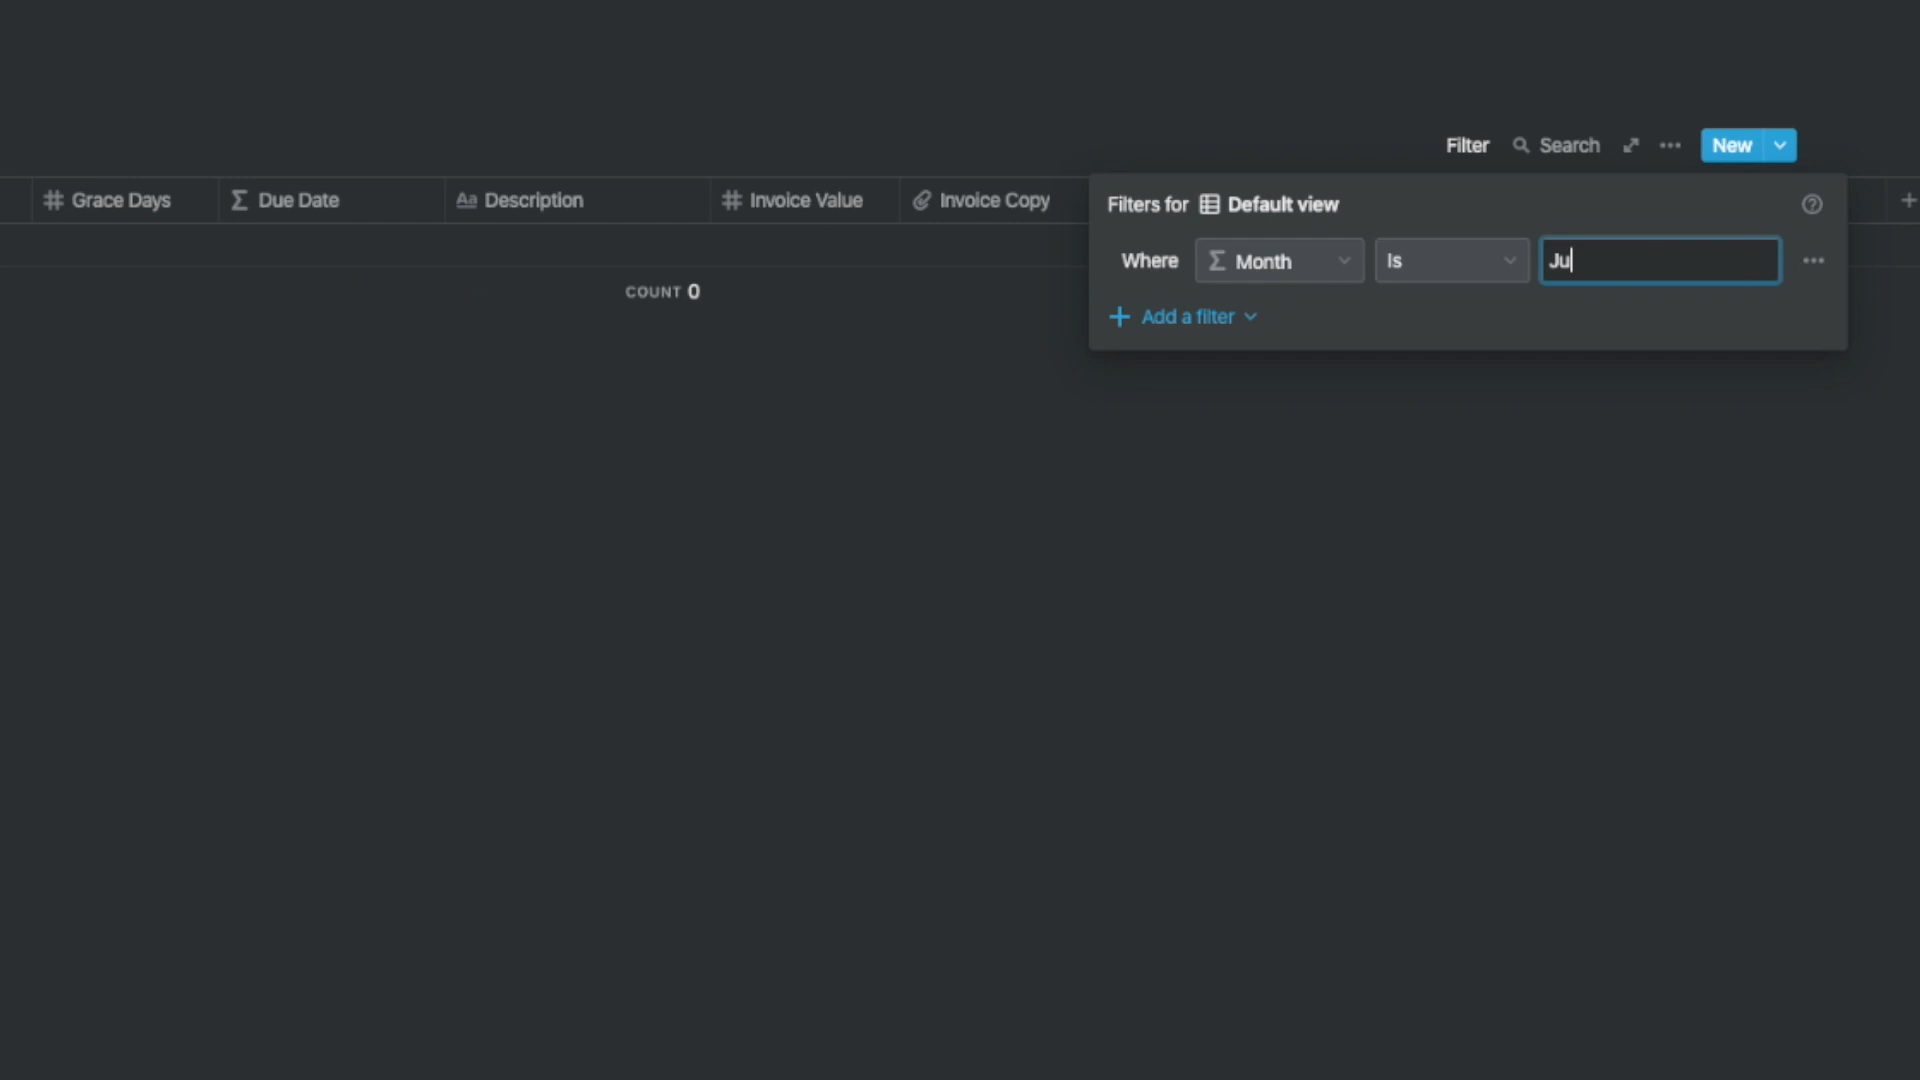 Filter Search New
Grace Days Σ Due Date Aa Description # Invoice Value Invoice Copy
Filters for Default view
Where Σ Month Is Ju
COUNT 0
+ Add a filter